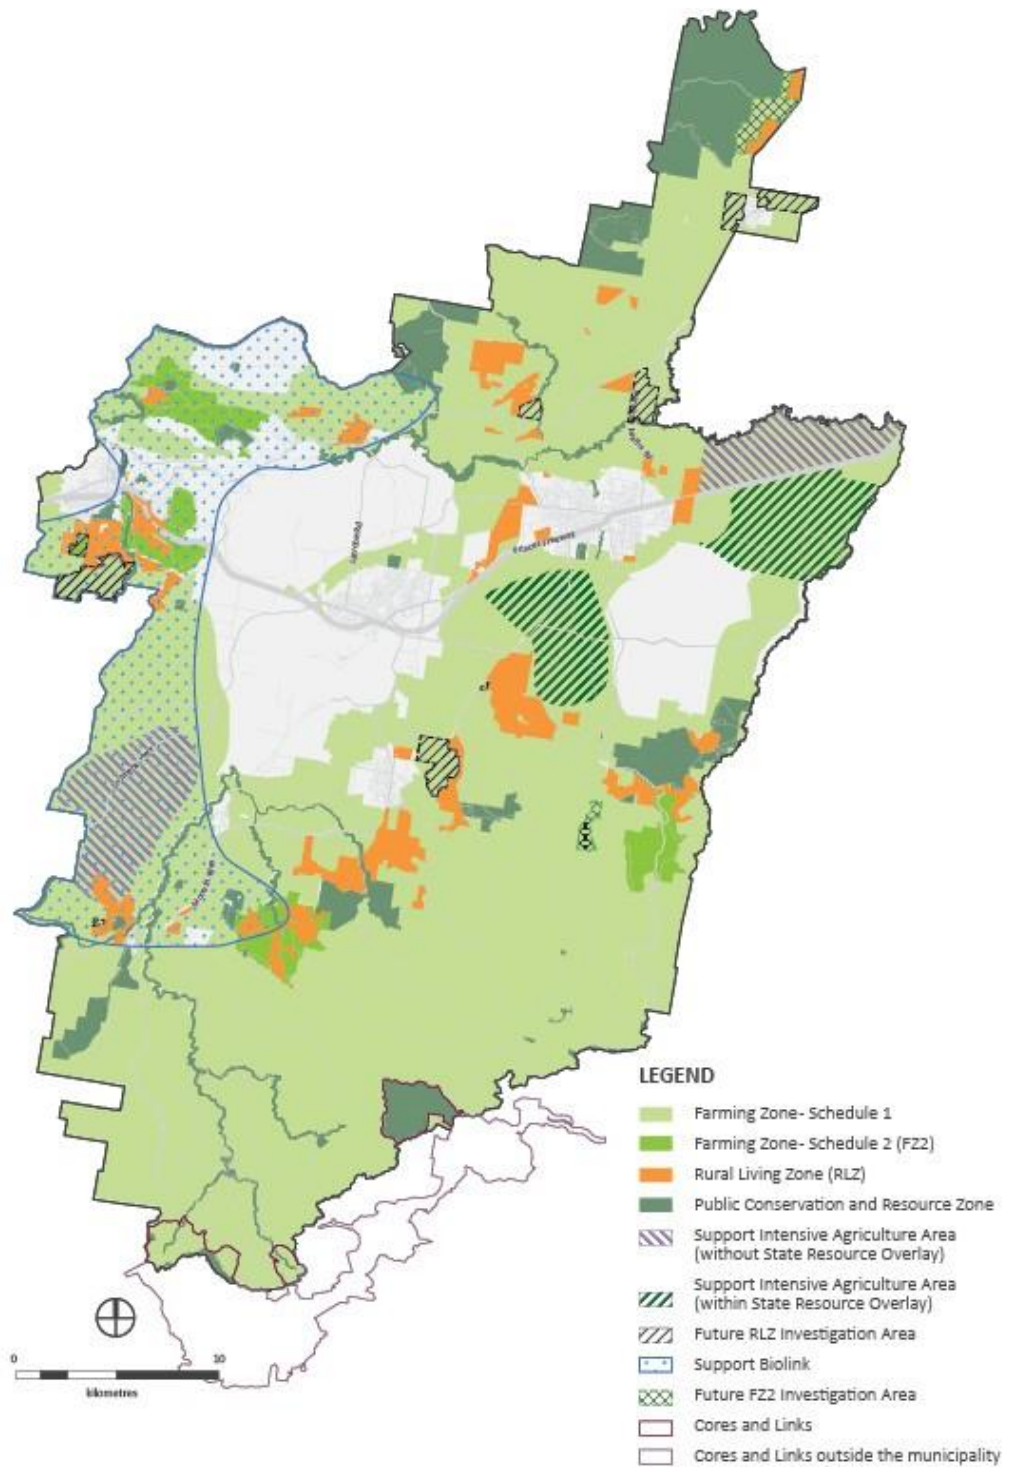 LEGEND
Farming Zone- Schedule 1
Farming Zone- Schedule 2 (FZ2)
Rural Living Zone (RLZ)
Public Conservation and Resource Zone
Support Intensive Agriculture Area
(without State Resource Overlay)
Support Intensive Agriculture Area
(within State Resource Overlay)
Future RLZ Investigation Area
Support Biolink
Future FZ2 Investigation Area
Cores and Links
Cores and Links outside the municipality
0 10
kilometres